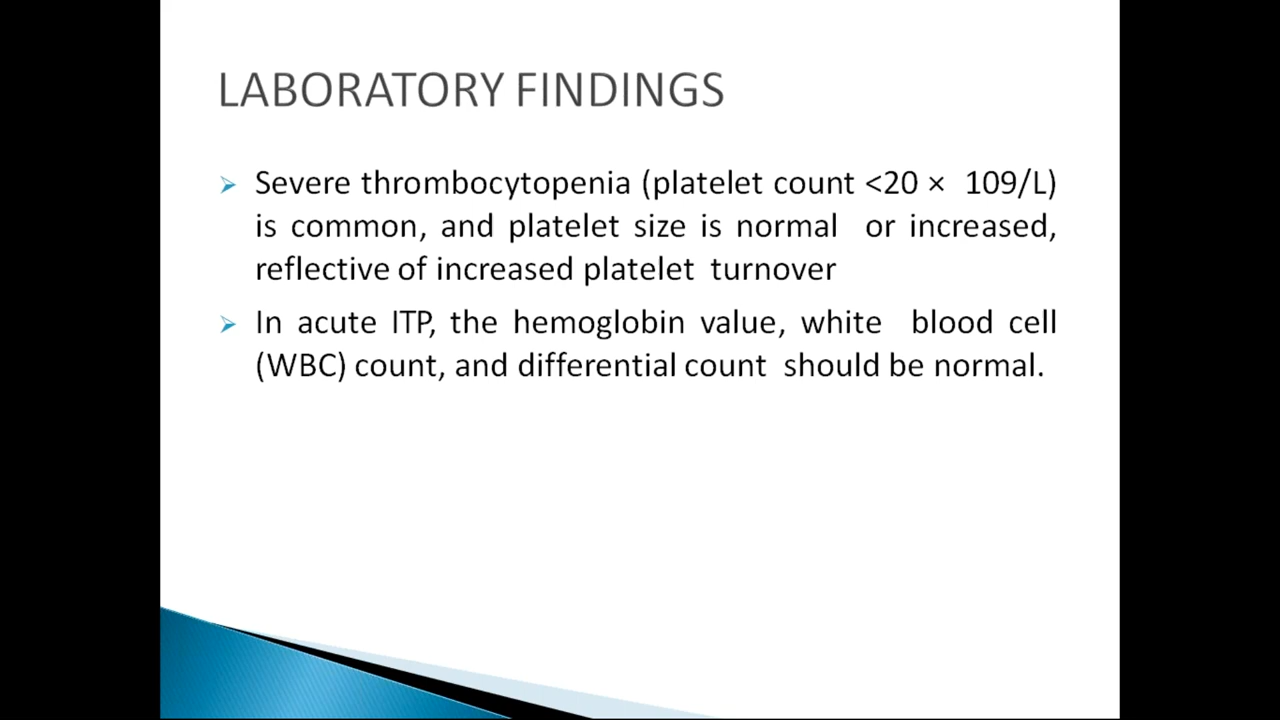 LABORATORY FINDINGS
Severe thrombocytopenia (platelet count <20 × 109/L)
is common, and platelet size is normal or increased,
reflective of increased platelet turnover
In acute ITP, the hemoglobin value, white blood cell
(WBC) count, and differential count should be normal.